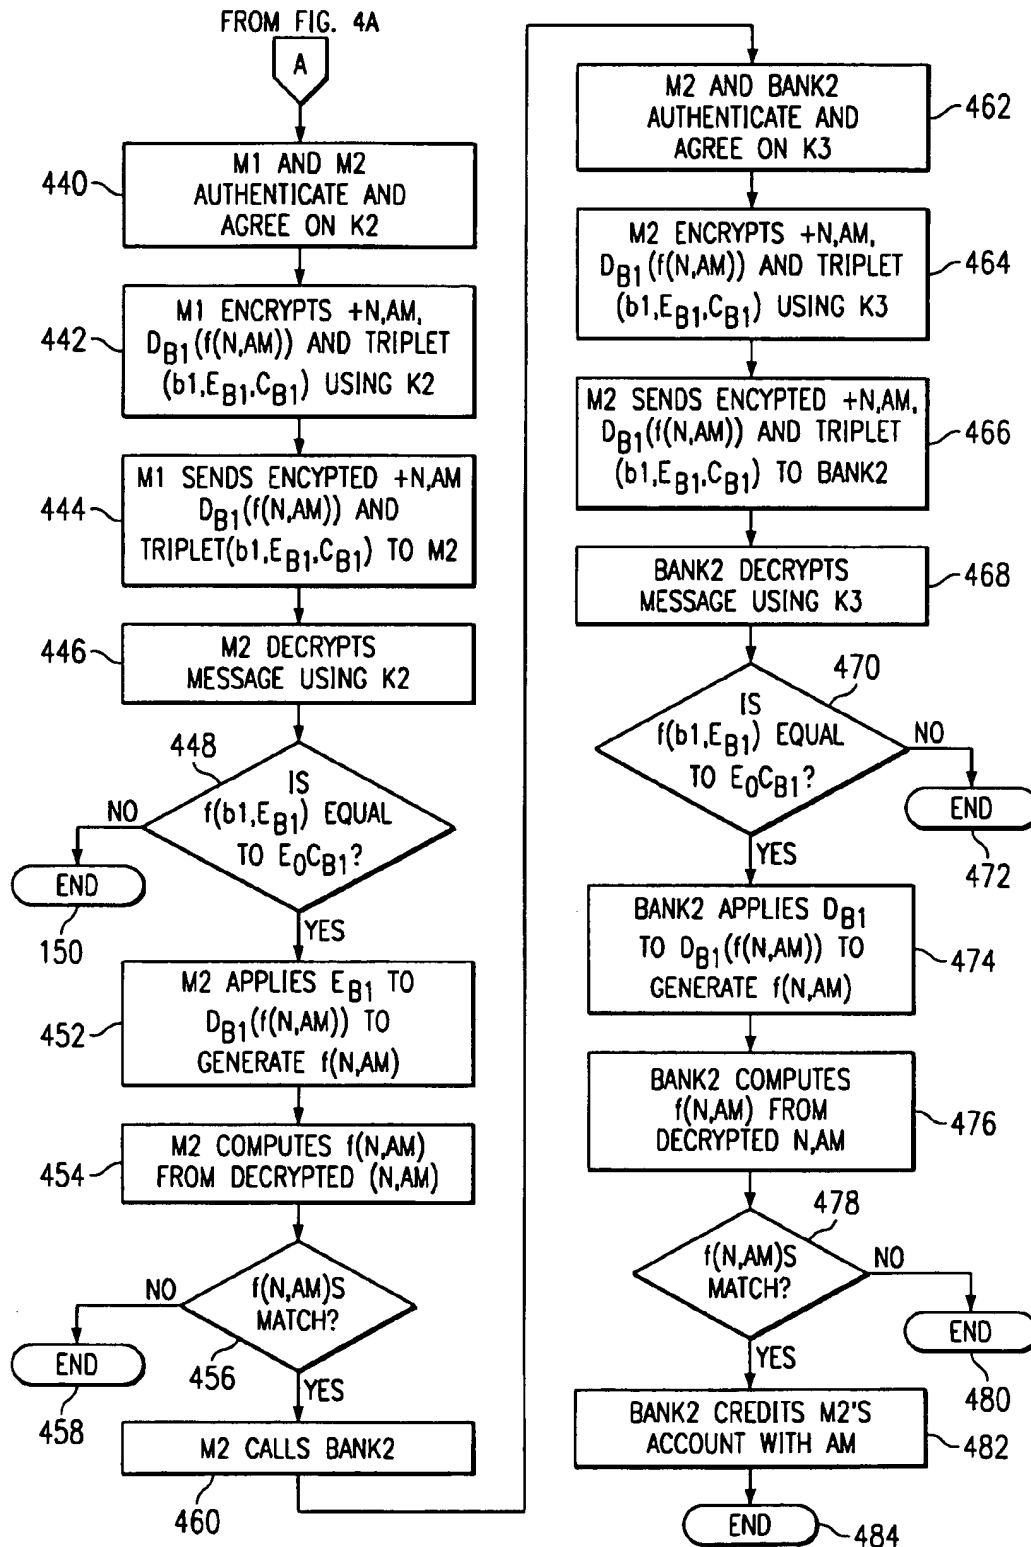 FROM FIG. 4A
A
440
M1 AND M2
AUTHENTICATE AND
AGREE ON K2
442
M1 ENCRYPTS +N,AM,
DB1(f(N,AM)) AND TRIPLET
(b1,EB1,CB1) USING K2
444
M1 SENDS ENCYPTED +N,AM
DB1(f(N,AM)) AND
TRIPLET(b1,EB1,CB1) TO M2
446
M2 DECRYPTS
MESSAGE USING K2
448
IS
f(b1,EB1) EQUAL
TO E0CB1?
NO
END
150
YES
452
M2 APPLIES EB1 TO
DB1(f(N,AM)) TO
GENERATE f(N,AM)
454
M2 COMPUTES f(N,AM)
FROM DECRYPTED (N,AM)
f(N,AM)S
MATCH?
456
NO
END
458
YES
M2 CALLS BANK2
460
M2 AND BANK2
AUTHENTICATE AND
AGREE ON K3
462
M2 ENCRYPTS +N,AM,
DB1(f(N,AM)) AND TRIPLET
(b1,EB1,CB1) USING K3
464
M2 SENDS ENCYPTED +N,AM,
DB1(f(N,AM)) AND TRIPLET
(b1,EB1,CB1) TO BANK2
466
BANK2 DECRYPTS
MESSAGE USING K3
468
470
IS
f(b1,EB1) EQUAL
TO E0CB1?
NO
END
472
YES
BANK2 APPLIES DB1
TO DB1(f(N,AM)) TO
GENERATE f(N,AM)
474
BANK2 COMPUTES
f(N,AM) FROM
DECRYPTED N,AM
476
478
f(N,AM)S
MATCH?
NO
END
480
YES
BANK2 CREDITS M2'S
ACCOUNT WITH AM
482
END
484